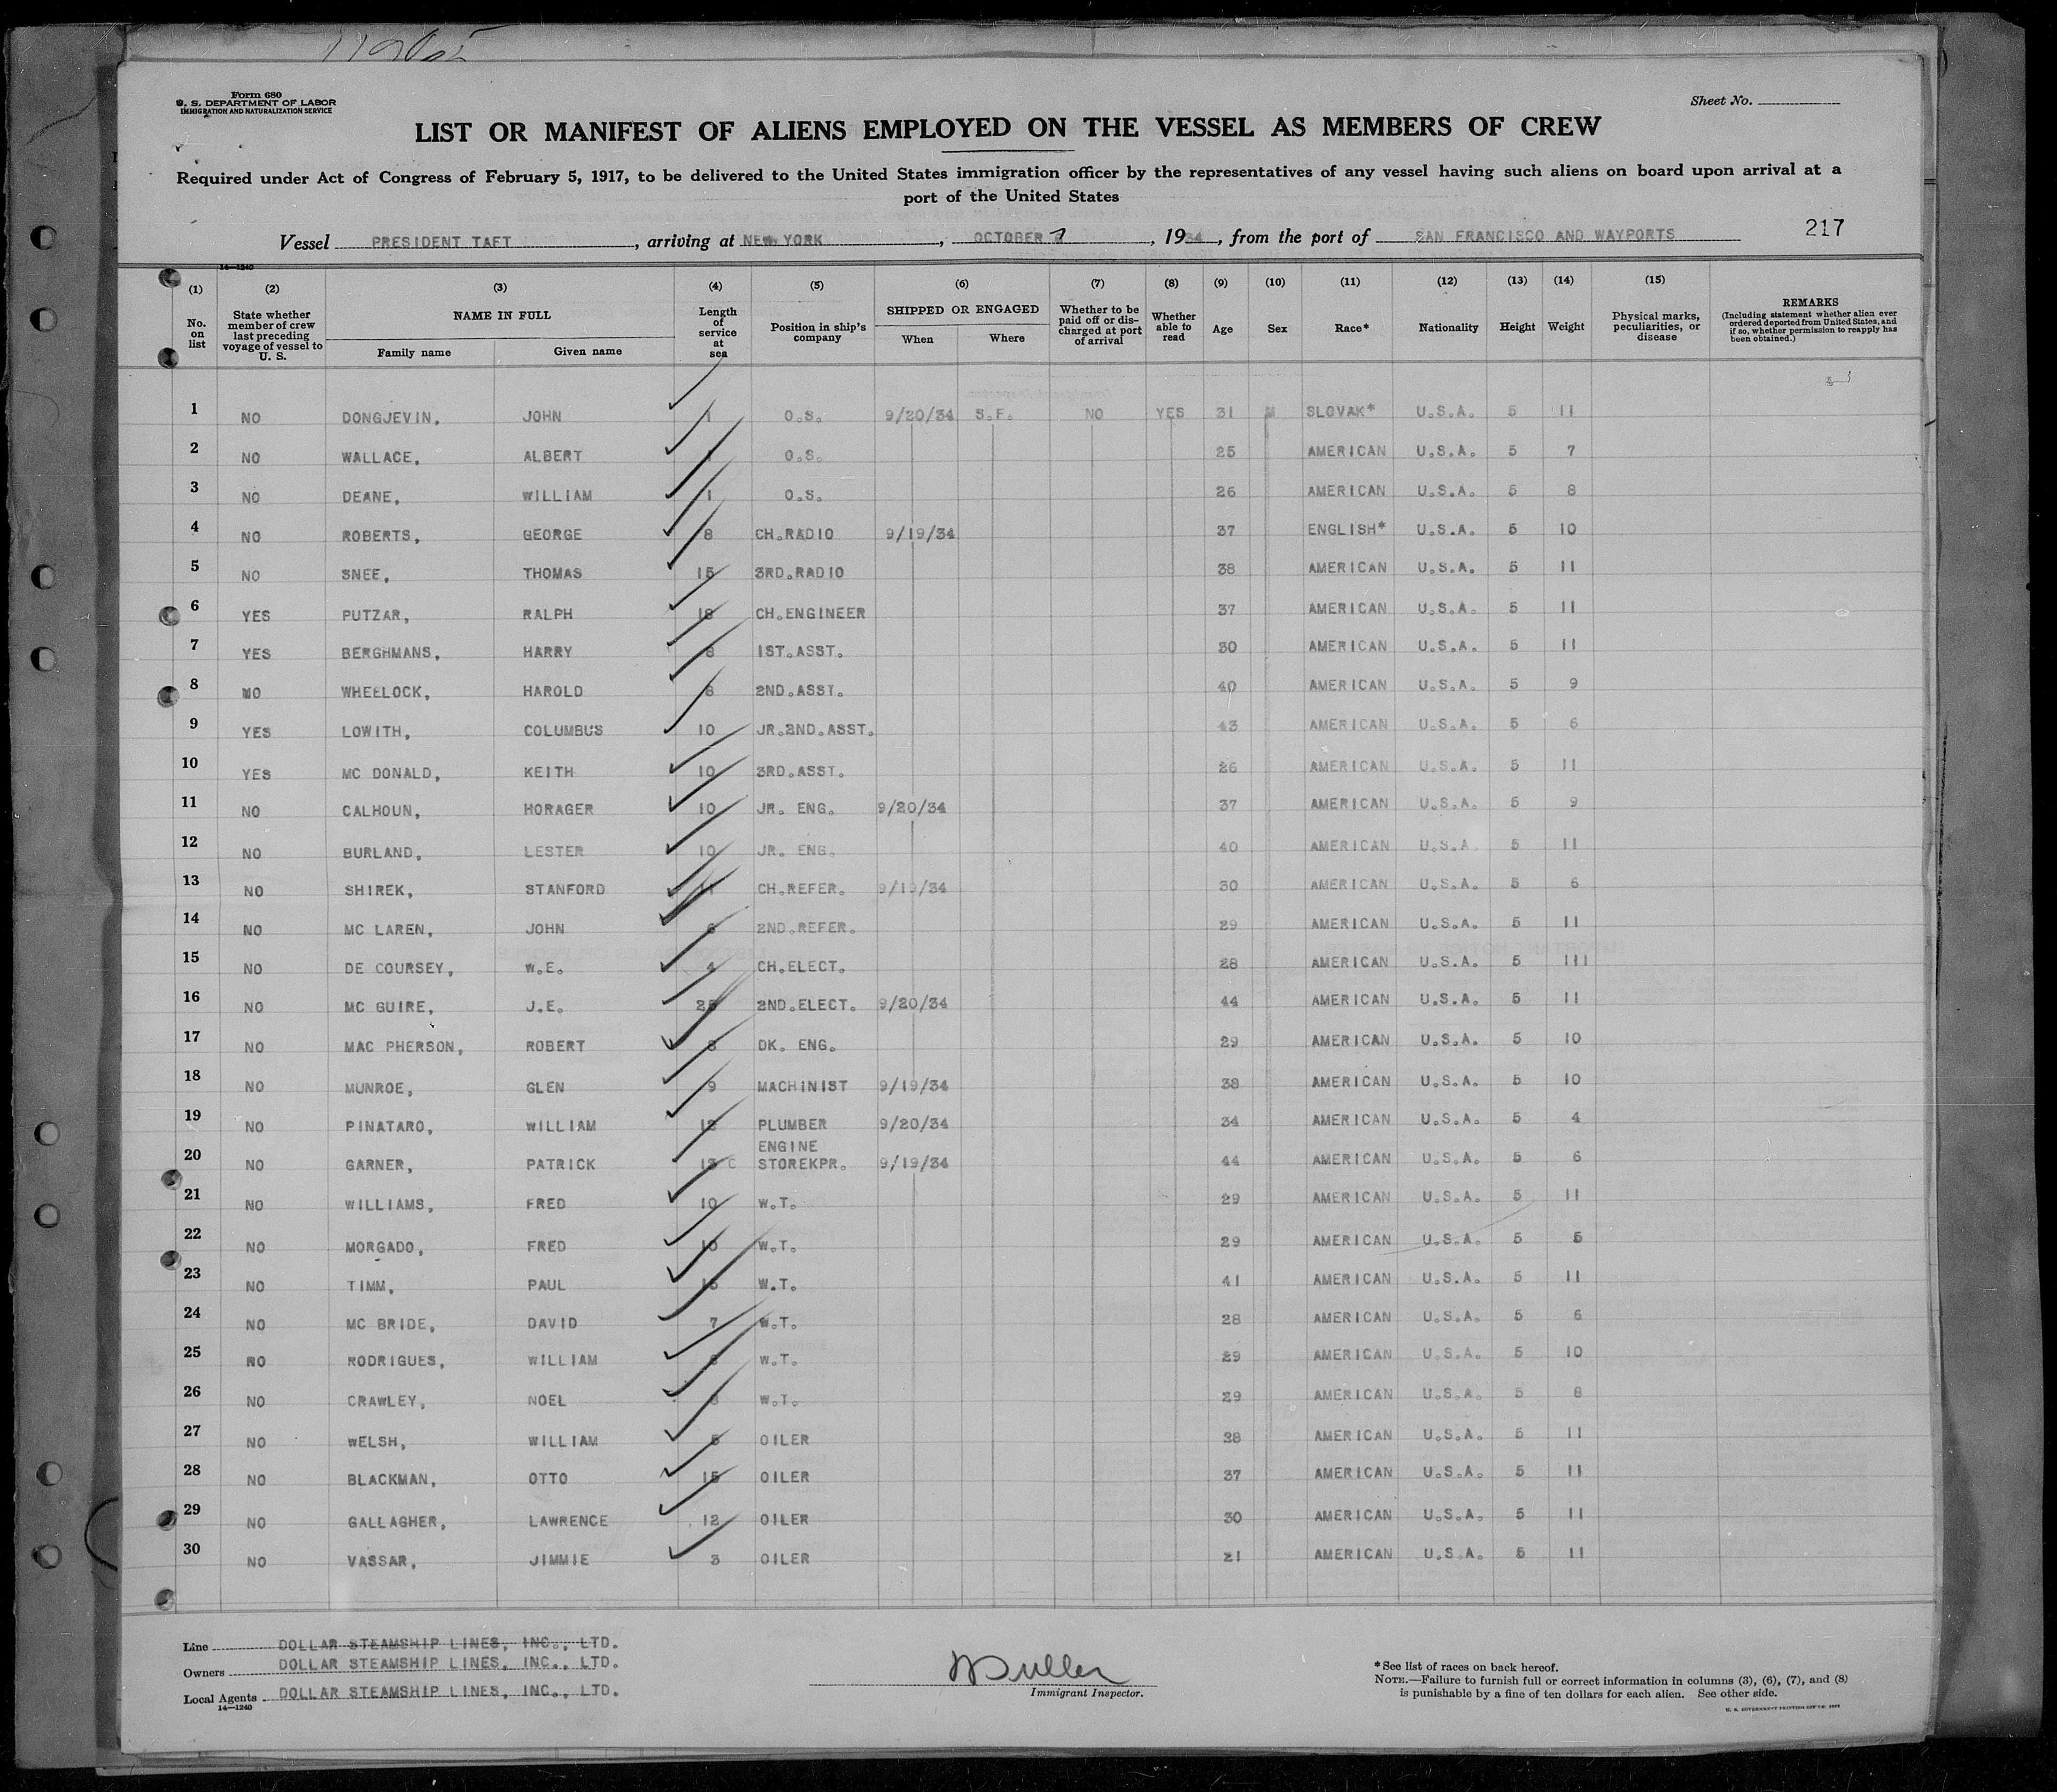 Form 680
U. S. DEPARTMENT OF LABOR
IMMIGRATION AND NATURALIZATION SERVICE
Sheet No.
LIST OR MANIFEST OF ALIENS EMPLOYED ON THE VESSEL AS MEMBERS OF CREW
Required under Act of Congress of February 5, 1917, to be delivered to the United States immigration officer by the representatives of any vessel having such aliens on board upon arrival at a
port of the United States
Vessel PRESIDENT TAFT, arriving at NEW YORK, OCTOBER 7, 1934, from the port of SAN FRANCISCO AND WAYPORTS 217
14—1240
(1) No. on list (2) State whether member of crew last preceding voyage of vessel to U. S. (3) NAME IN FULL Family name Given name (4) Length of service at sea (5) Position in ship's company (6) SHIPPED OR ENGAGED When Where (7) Whether to be paid off or discharged at port of arrival (8) Whether able to read (9) Age (10) Sex (11) Race* (12) Nationality (13) Height (14) Weight (15) Physical marks, peculiarities, or disease REMARKS (Including statement whether alien ever ordered deported from United States, and if so, whether permission to reapply has been obtained.)
1 NO DONGJEVIN, JOHN 1 O.S. 9/20/34 S.F. NO YES 31 M SLOVAK* U.S.A. 5 11
2 NO WALLACE, ALBERT 1 O.S. 25 AMERICAN U.S.A. 5 7
3 NO DEANE, WILLIAM 1 O.S. 26 AMERICAN U.S.A. 5 8
4 NO ROBERTS, GEORGE 8 CH.RADIO 9/19/34 37 ENGLISH* U.S.A. 5 10
5 NO SNEE, THOMAS 15 3RD.RADIO 38 AMERICAN U.S.A. 5 11
6 YES PUTZAR, RALPH 18 CH.ENGINEER 37 AMERICAN U.S.A. 5 11
7 YES BERGHMANS, HARRY 8 1ST.ASST. 30 AMERICAN U.S.A. 5 11
8 NO WHEELOCK, HAROLD 8 2ND.ASST. 40 AMERICAN U.S.A. 5 9
9 YES LOWITH, COLUMBUS 10 JR.2ND.ASST. 43 AMERICAN U.S.A. 5 6
10 YES MC DONALD, KEITH 10 3RD.ASST. 26 AMERICAN U.S.A. 5 11
11 NO CALHOUN, HORAGER 10 JR. ENG. 9/20/34 37 AMERICAN U.S.A. 5 9
12 NO BURLAND, LESTER 10 JR. ENG. 40 AMERICAN U.S.A. 5 11
13 NO SHIREK, STANFORD 11 CH.REFER. 9/19/34 30 AMERICAN U.S.A. 5 6
14 NO MC LAREN, JOHN 6 2ND.REFER. 29 AMERICAN U.S.A. 5 11
15 NO DE COURSEY, W.E. 4 CH.ELECT. 28 AMERICAN U.S.A. 5 111
16 NO MC GUIRE, J.E. 2ND.ELECT. 9/20/34 44 AMERICAN U.S.A. 5 11
17 NO MAC PHERSON, ROBERT 8 DK. ENG. 29 AMERICAN U.S.A. 5 10
18 NO MUNROE, GLEN 9 MACHINIST 9/19/34 38 AMERICAN U.S.A. 5 10
19 NO PINATARO, WILLIAM 12 PLUMBER 9/20/34 34 AMERICAN U.S.A. 5 4
20 NO GARNER, PATRICK ENGINE STOREKPR. 9/19/34 44 AMERICAN U.S.A. 5 6
21 NO WILLIAMS, FRED 10 W.T. 29 AMERICAN U.S.A. 5 11
22 NO MORGADO, FRED 10 W.T. 29 AMERICAN U.S.A. 5 5
23 NO TIMM, PAUL W.T. 41 AMERICAN U.S.A. 5 11
24 NO MC BRIDE, DAVID 7 W.T. 28 AMERICAN U.S.A. 5 6
25 NO RODRIGUES, WILLIAM W.T. 29 AMERICAN U.S.A. 5 10
26 NO CRAWLEY, NOEL W.T. 29 AMERICAN U.S.A. 5 8
27 NO WELSH, WILLIAM OILER 38 AMERICAN U.S.A. 5 11
28 NO BLACKMAN, OTTO 15 OILER 37 AMERICAN U.S.A. 5 11
29 NO GALLAGHER, LAWRENCE 12 OILER 30 AMERICAN U.S.A. 5 11
30 NO VASSAR, JIMMIE 3 OILER 21 AMERICAN U.S.A. 5 11
Line DOLLAR STEAMSHIP LINES, INC., LTD.
Owners DOLLAR STEAMSHIP LINES, INC., LTD.
Local Agents DOLLAR STEAMSHIP LINES, INC., LTD.
14—1240
Immigrant Inspector.
*See list of races on back hereof.
NOTE.—Failure to furnish full or correct information in columns (3), (6), (7), and (8)
is punishable by a fine of ten dollars for each alien. See other side.